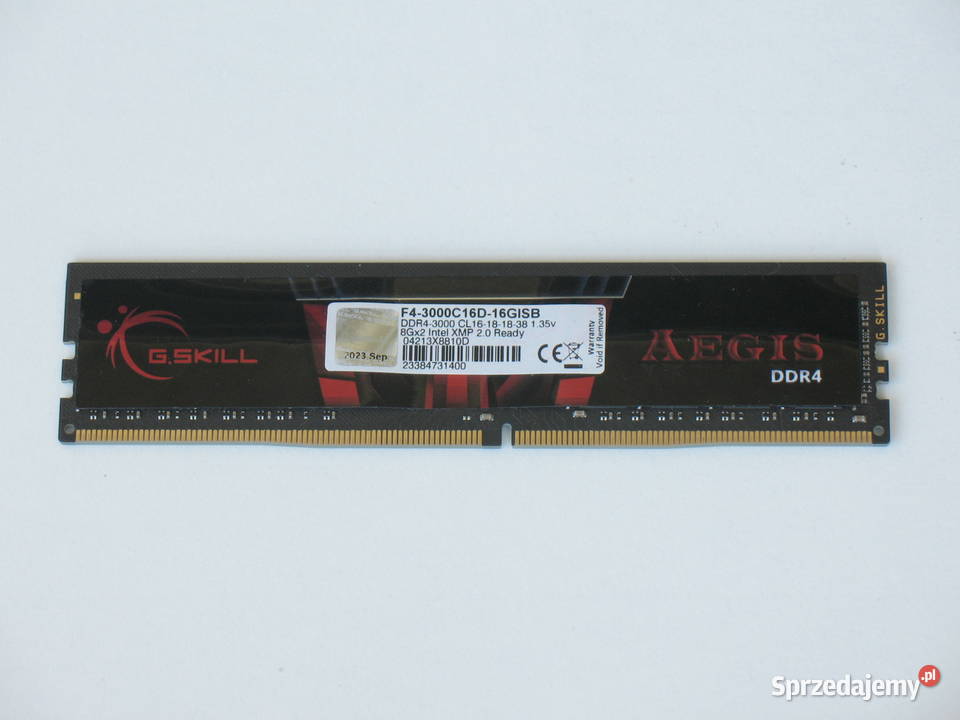 G.SKILL
2023.Sep
F4-3000C16D-16GISB
DDR4-3000 CL16-18-18-38 1.35v
8Gx2 Intel XMP 2.0 Ready
04213X8810D
23384731400
CE
Warranty
Void if Removed
AEGIS
DDR4
G.SKILL
Sprzedajemy.pl